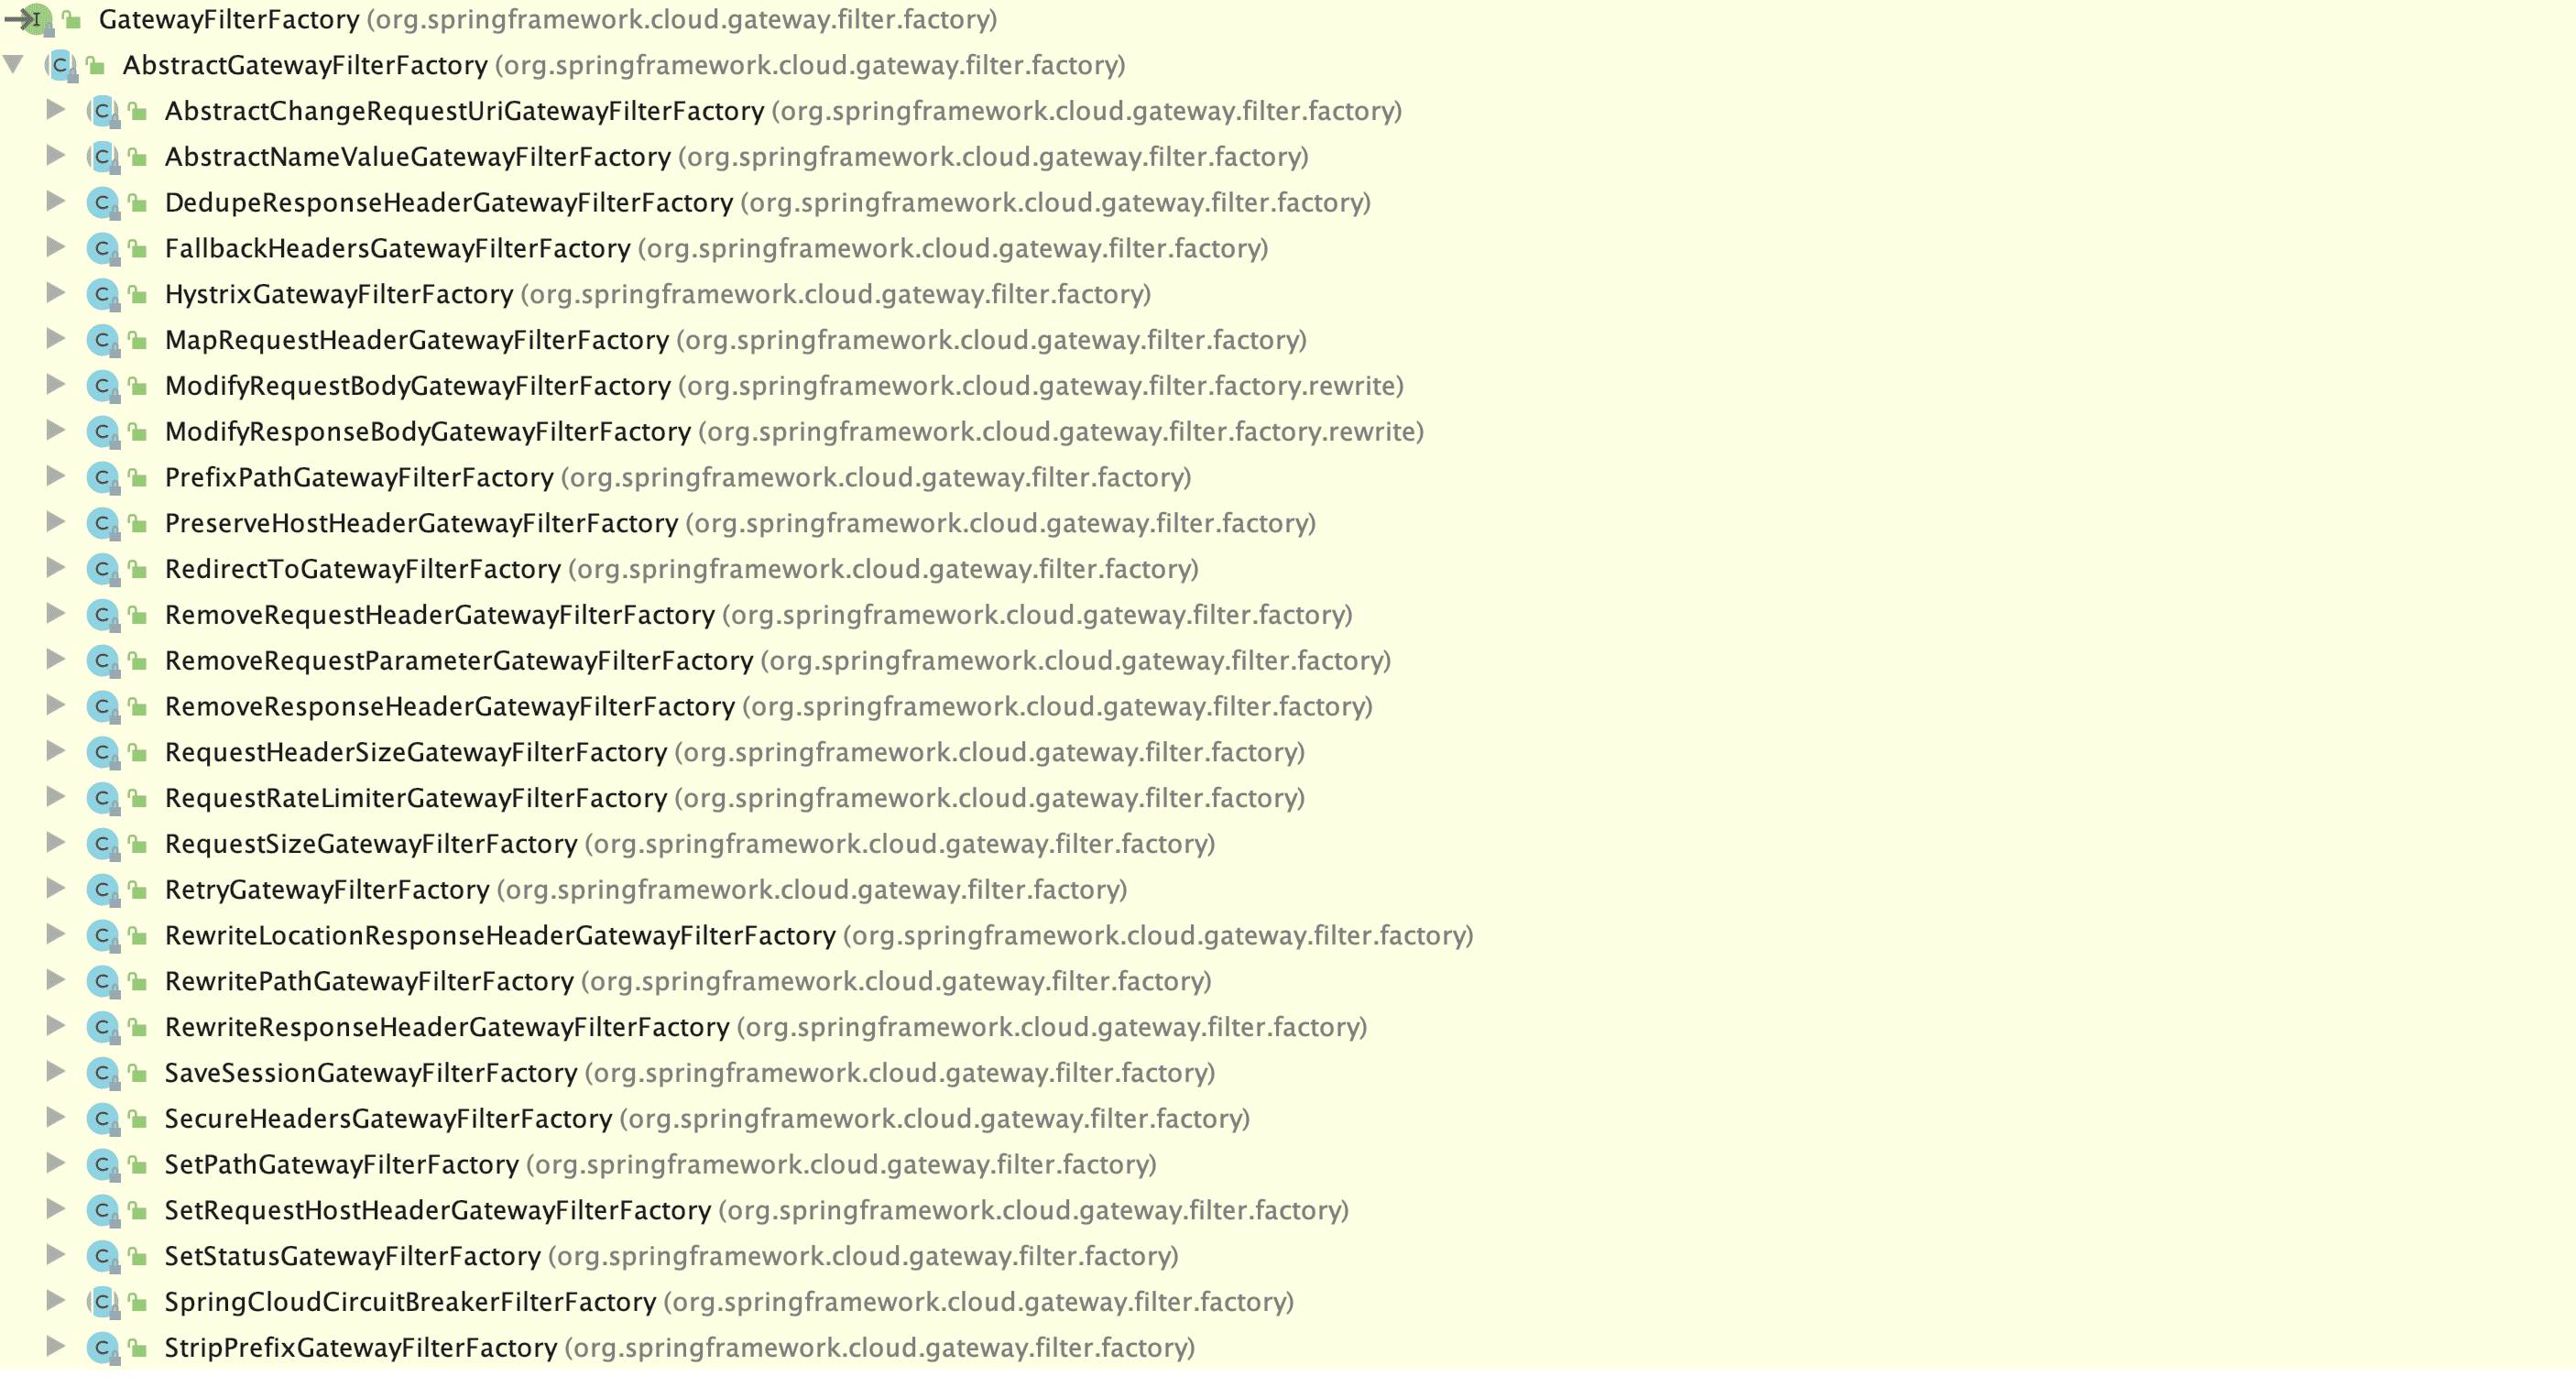 GatewayFilterFactory (org.springframework.cloud.gateway.filter.factory)
AbstractGatewayFilterFactory (org.springframework.cloud.gateway.filter.factory)
AbstractChangeRequestUriGatewayFilterFactory (org.springframework.cloud.gateway.filter.factory)
AbstractNameValueGatewayFilterFactory (org.springframework.cloud.gateway.filter.factory)
DedupeResponseHeaderGatewayFilterFactory (org.springframework.cloud.gateway.filter.factory)
FallbackHeadersGatewayFilterFactory (org.springframework.cloud.gateway.filter.factory)
HystrixGatewayFilterFactory (org.springframework.cloud.gateway.filter.factory)
MapRequestHeaderGatewayFilterFactory (org.springframework.cloud.gateway.filter.factory)
ModifyRequestBodyGatewayFilterFactory (org.springframework.cloud.gateway.filter.factory.rewrite)
ModifyResponseBodyGatewayFilterFactory (org.springframework.cloud.gateway.filter.factory.rewrite)
PrefixPathGatewayFilterFactory (org.springframework.cloud.gateway.filter.factory)
PreserveHostHeaderGatewayFilterFactory (org.springframework.cloud.gateway.filter.factory)
RedirectToGatewayFilterFactory (org.springframework.cloud.gateway.filter.factory)
RemoveRequestHeaderGatewayFilterFactory (org.springframework.cloud.gateway.filter.factory)
RemoveRequestParameterGatewayFilterFactory (org.springframework.cloud.gateway.filter.factory)
RemoveResponseHeaderGatewayFilterFactory (org.springframework.cloud.gateway.filter.factory)
RequestHeaderSizeGatewayFilterFactory (org.springframework.cloud.gateway.filter.factory)
RequestRateLimiterGatewayFilterFactory (org.springframework.cloud.gateway.filter.factory)
RequestSizeGatewayFilterFactory (org.springframework.cloud.gateway.filter.factory)
RetryGatewayFilterFactory (org.springframework.cloud.gateway.filter.factory)
RewriteLocationResponseHeaderGatewayFilterFactory (org.springframework.cloud.gateway.filter.factory)
RewritePathGatewayFilterFactory (org.springframework.cloud.gateway.filter.factory)
RewriteResponseHeaderGatewayFilterFactory (org.springframework.cloud.gateway.filter.factory)
SaveSessionGatewayFilterFactory (org.springframework.cloud.gateway.filter.factory)
SecureHeadersGatewayFilterFactory (org.springframework.cloud.gateway.filter.factory)
SetPathGatewayFilterFactory (org.springframework.cloud.gateway.filter.factory)
SetRequestHostHeaderGatewayFilterFactory (org.springframework.cloud.gateway.filter.factory)
SetStatusGatewayFilterFactory (org.springframework.cloud.gateway.filter.factory)
SpringCloudCircuitBreakerFilterFactory (org.springframework.cloud.gateway.filter.factory)
StripPrefixGatewayFilterFactory (org.springframework.cloud.gateway.filter.factory)